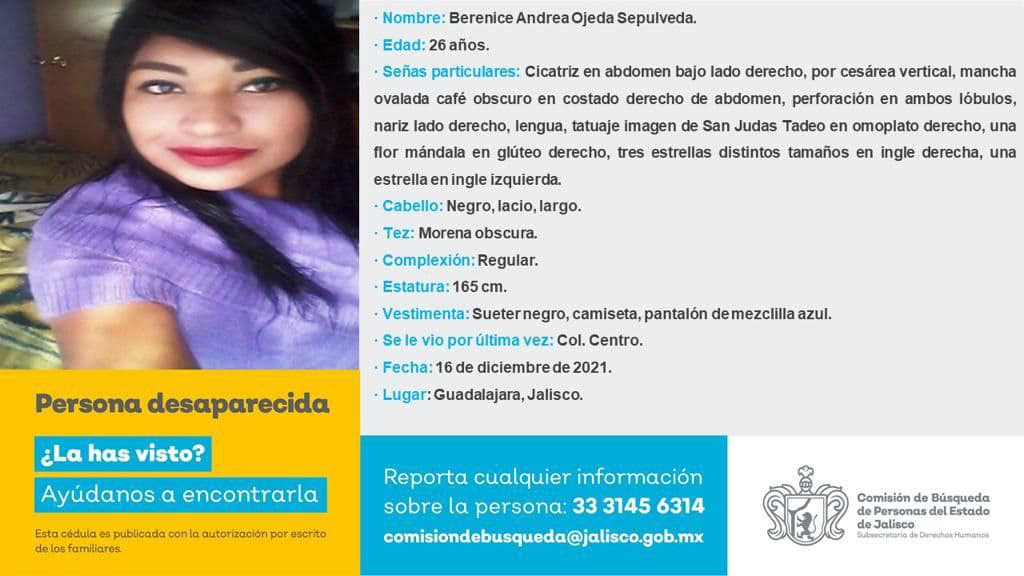 · Nombre: Berenice Andrea Ojeda Sepulveda.
· Edad: 26 años.
· Señas particulares: Cicatriz en abdomen bajo lado derecho, por cesárea vertical, mancha
ovalada café obscuro en costado derecho de abdomen, perforación en ambos lóbulos,
nariz lado derecho, lengua, tatuaje imagen de San Judas Tadeo en omoplato derecho, una
flor mándala en glúteo derecho, tres estrellas distintos tamaños en ingle derecha, una
estrella en ingle izquierda.
· Cabello: Negro, lacio, largo.
· Tez: Morena obscura.
· Complexión: Regular.
· Estatura: 165 cm.
· Vestimenta: Sueter negro, camiseta, pantalón de mezclilla azul.
· Se le vio por última vez: Col. Centro.
· Fecha: 16 de diciembre de 2021.
· Lugar: Guadalajara, Jalisco.
Persona desaparecida
¿La has visto?
Ayúdanos a encontrarla
Esta cédula es publicada con la autorización por escrito
de los familiares.
Reporta cualquier información
sobre la persona: 33 3145 6314
comisiondebusqueda@jalisco.gob.mx
Comisión de Búsqueda
de Personas del Estado
de Jalisco
Subsecretaría de Derechos Humanos